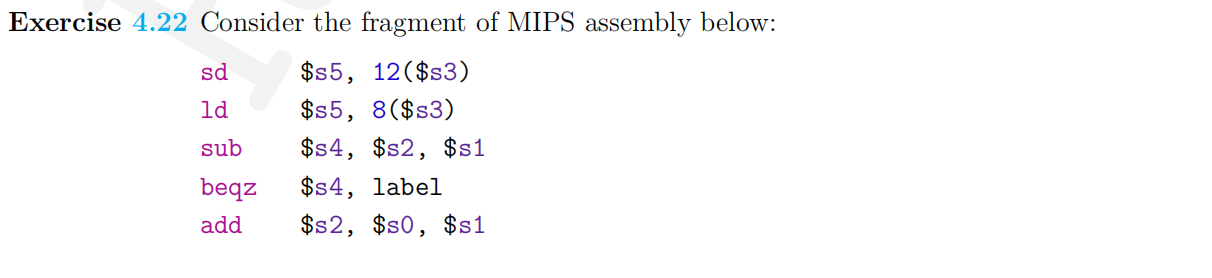 Exercise 4.22 Consider the fragment of MIPS assembly below:
sd $s5, 12($s3)
ld $s5, 8($s3)
sub $s4, $s2, $s1
beqz $s4, label
add $s2, $s0, $s1